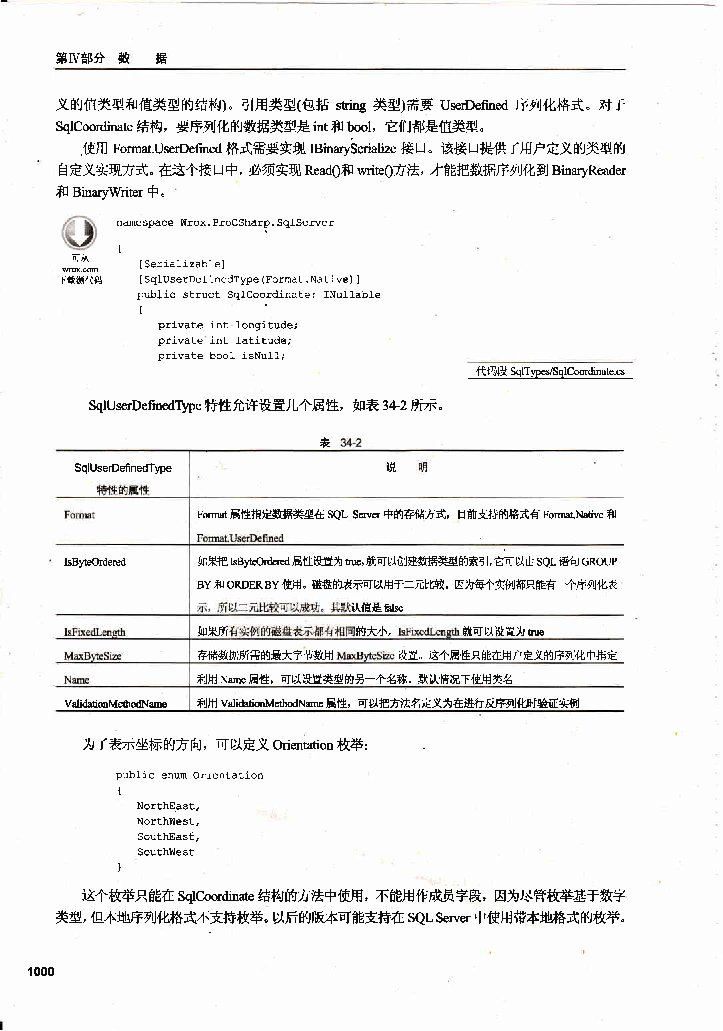 第Ⅳ部分 数 据
义的值类型和值类型的结构)。引用类型(包括 string 类型)需要 UserDefined 序列化格式。对于
SqlCoordinate 结构，要序列化的数据类型是 int 和 bool，它们都是值类型。
使用 Format.UserDefined 格式需要实现 IBinarySerialize 接口。该接口提供了用户定义的类型的
自定义实现方式。在这个接口中，必须实现 Read()和 write()方法，才能把数据序列化到 BinaryReader
和 BinaryWriter 中。
可从
wrox.com
下载源代码
namespace Wrox.ProCSharp.SqlServer
{
[Serializable]
[SqlUserDefinedType(Format.Native)]
public struct SqlCoordinate: INullable
{
private int longitude;
private int latitude;
private bool isNull;
代码段 SqlTypes/SqlCoordinate.cs
SqlUserDefinedType 特性允许设置几个属性，如表 34-2 所示。
表 34-2
SqlUserDefinedType
特性的属性
说 明
Format
Format 属性指定数据类型在 SQL Server 中的存储方式，目前支持的格式有 Format.Native 和
Format.UserDefined
IsByteOrdered
如果把 IsByteOrdered 属性设置为 true,就可以创建数据类型的索引,它可以由 SQL 语句 GROUP
BY 和 ORDER BY 使用。磁盘的表示可以用于二元比较。因为每个实例都只能有一个序列化表
示，所以二元比较可以成功。其默认值是 false
IsFixedLength
如果所有实例的磁盘表示都有相同的大小，IsFixedLength 就可以设置为 true
MaxByteSize
存储数据所需的最大字节数用 MaxByteSize 设置。这个属性只能在用户定义的序列化中指定
Name
利用 Name 属性，可以设置类型的另一个名称。默认情况下使用类名
ValidationMethodName
利用 ValidationMethodName 属性，可以把方法名定义为在进行反序列化时验证实例
为了表示坐标的方向，可以定义 Orientation 枚举：
public enum Orientation
{
NorthEast,
NorthWest,
SouthEast,
SouthWest
}
这个枚举只能在 SqlCoordinate 结构的方法中使用，不能用作成员字段，因为尽管枚举基于数字
类型，但本地序列化格式不支持枚举。以后的版本可能支持在 SQL Server 中使用带本地格式的枚举。
1000